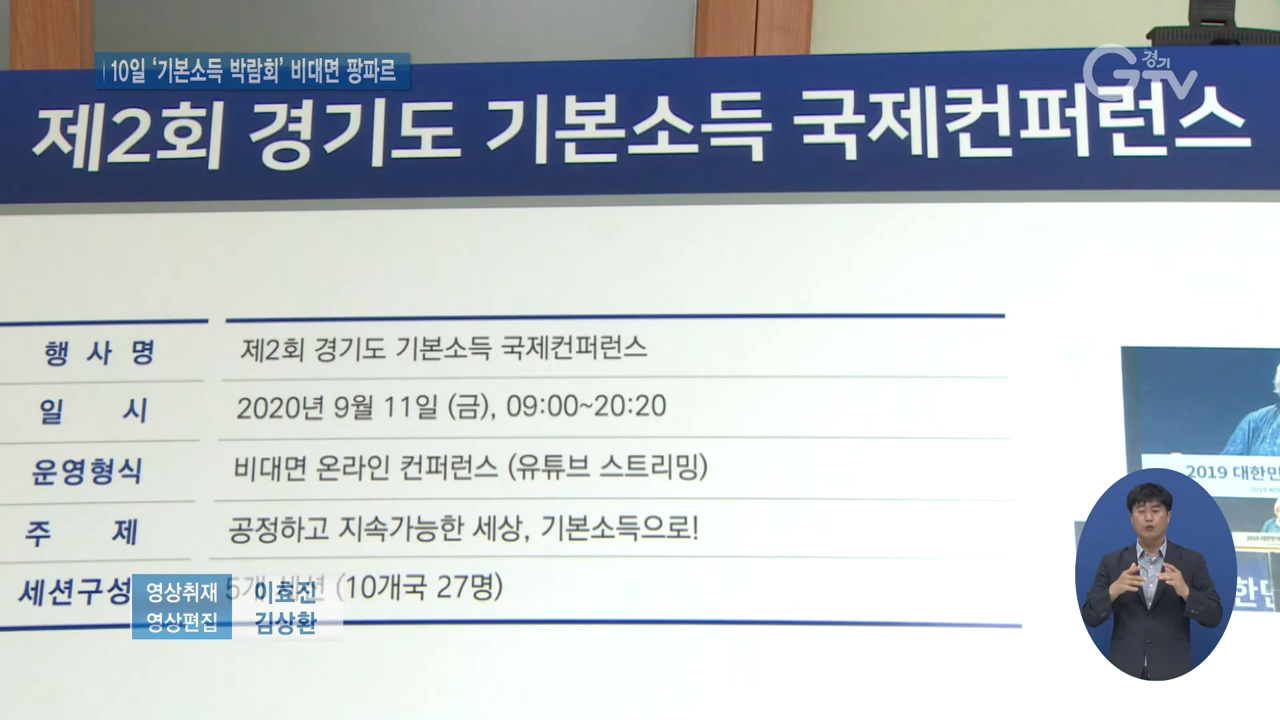 10일 ‘기본소득 박람회’ 비대면 팡파르
경기
GTV
제2회 경기도 기본소득 국제컨퍼런스
행 사 명 제2회 경기도 기본소득 국제컨퍼런스
일 시 2020년 9월 11일 (금), 09:00~20:20
운영형식 비대면 온라인 컨퍼런스 (유튜브 스트리밍)
주 제 공정하고 지속가능한 세상, 기본소득으로!
세션구성 5개 세션 (10개국 27명)
영상취재 이효진
영상편집 김상환
2019 대한민